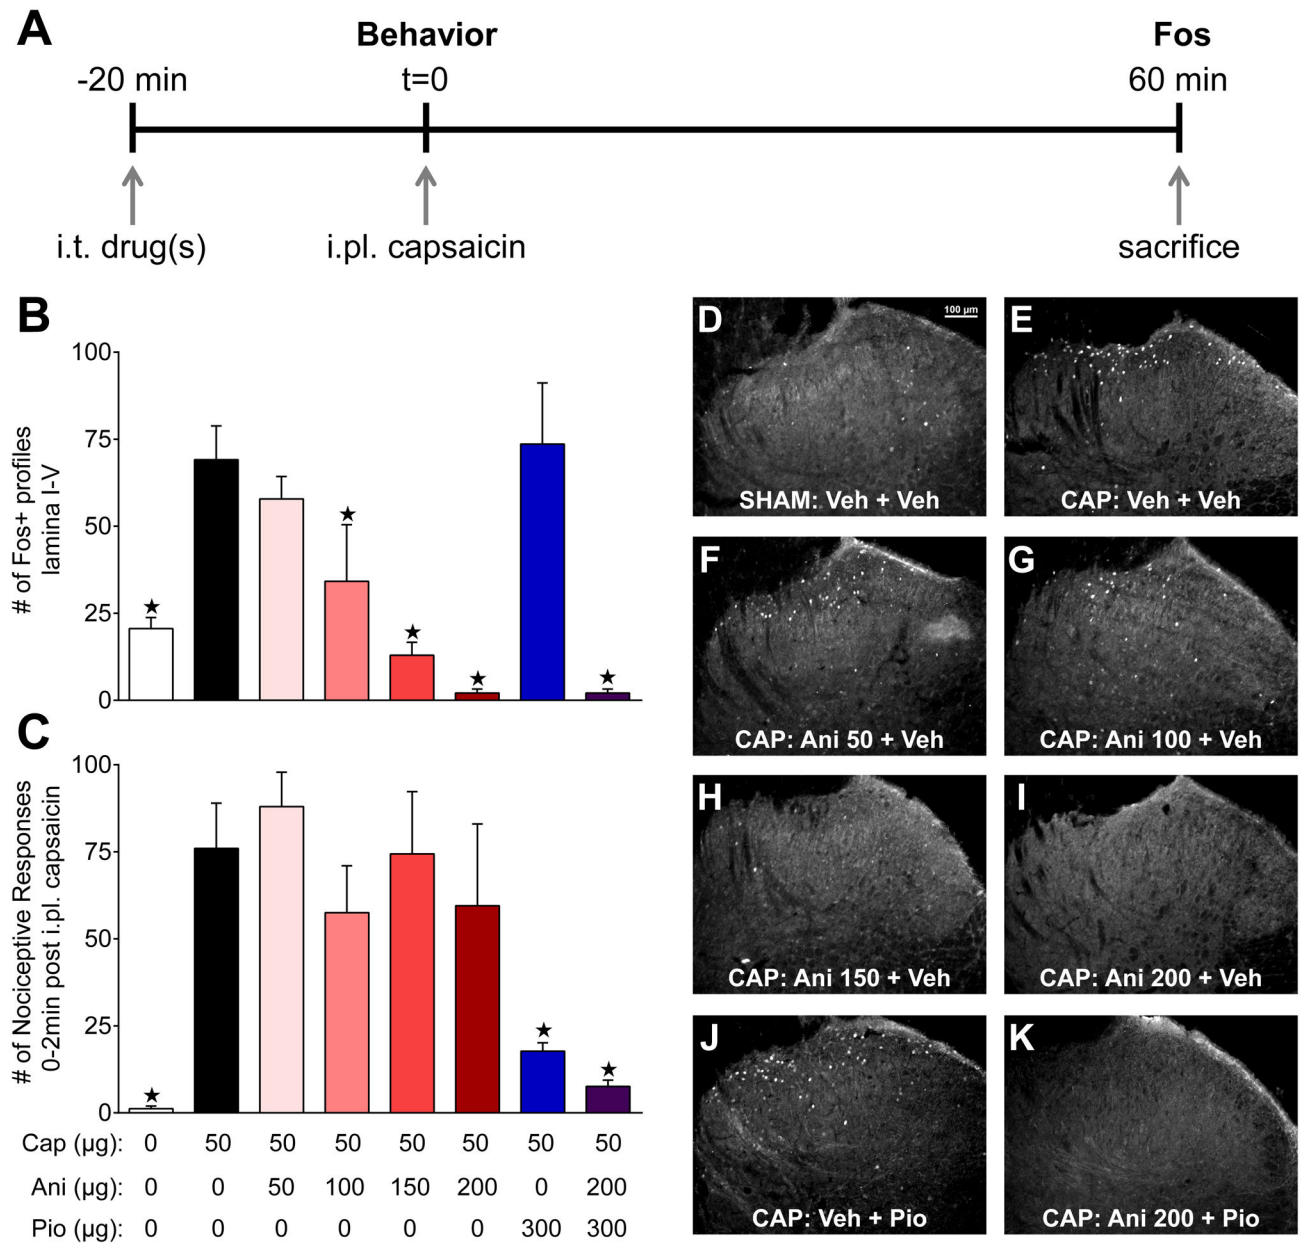 A
Behavior
Fos
-20 min
t=0
60 min
i.t. drug(s)
i.pl. capsaicin
sacrifice
B
100
75
50
25
0
# of Fos+ profiles
lamina I-V
★
★
★
★
★
C
100
75
50
25
0
# of Nociceptive Responses
0-2min post i.pl. capsaicin
★
★
★
Cap (µg): 0 50 50 50 50 50 50 50
Ani (µg): 0 0 50 100 150 200 0 200
Pio (µg): 0 0 0 0 0 0 300 300
D
100 µm
SHAM: Veh + Veh
E
CAP: Veh + Veh
F
CAP: Ani 50 + Veh
G
CAP: Ani 100 + Veh
H
CAP: Ani 150 + Veh
I
CAP: Ani 200 + Veh
J
CAP: Veh + Pio
K
CAP: Ani 200 + Pio